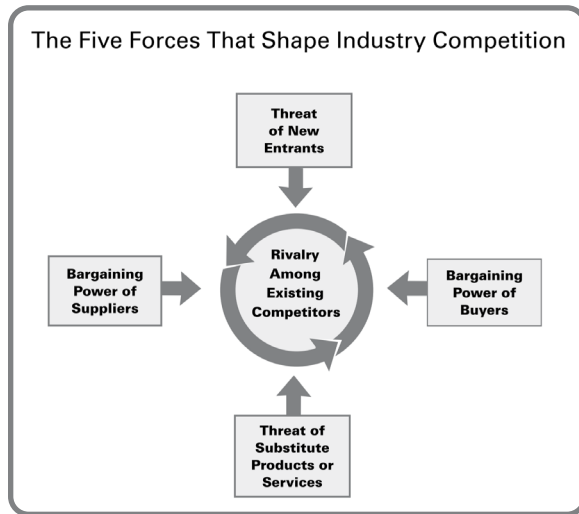 The Five Forces That Shape Industry Competition
Threat
of New
Entrants
Bargaining
Power of
Suppliers
Rivalry
Among
Existing
Competitors
Bargaining
Power of
Buyers
Threat of
Substitute
Products or
Services